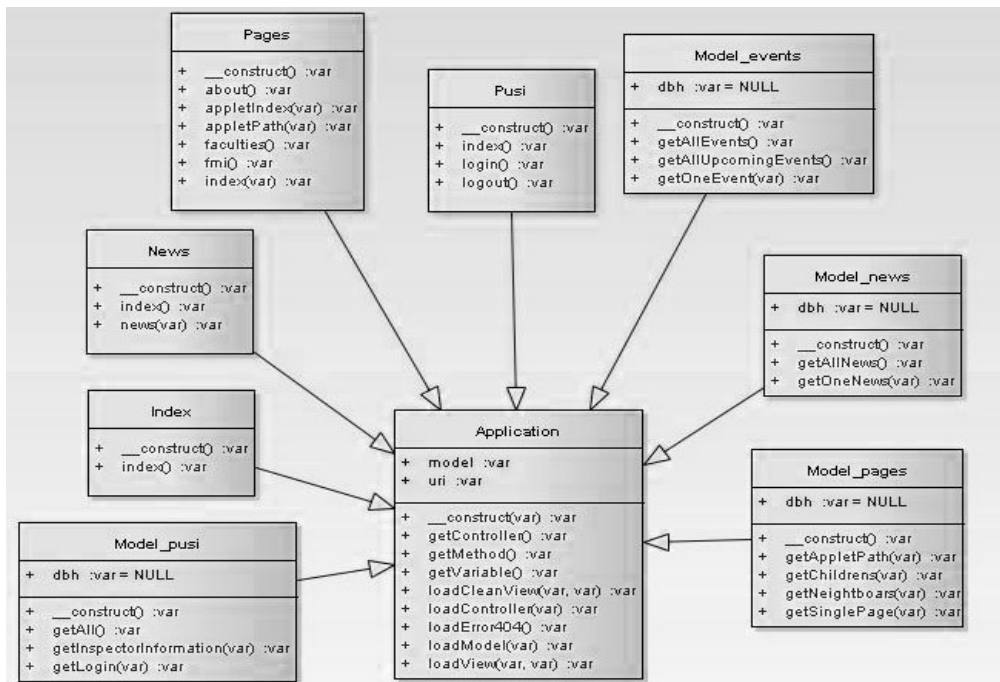 Pages
+ __construct() :var
+ about() :var
+ appletIndex(var) :var
+ appletPath(var) :var
+ faculties() :var
+ fmi() :var
+ index(var) :var
Pusi
+ __construct() :var
+ index() :var
+ login() :var
+ logout() :var
Model_events
+ dbh :var = NULL
+ __construct() :var
+ getAllEvents() :var
+ getAllUpcomingEvents() :var
+ getOneEvent(var) :var
News
+ __construct() :var
+ index() :var
+ news(var) :var
Model_news
+ dbh :var = NULL
+ __construct() :var
+ getAllNews() :var
+ getOneNews(var) :var
Index
+ __construct() :var
+ index() :var
Application
+ model :var
+ uri :var
+ __construct(var) :var
+ getController() :var
+ getMethod() :var
+ getVariable() :var
+ loadCleanView(var, var) :var
+ loadController(var) :var
+ loadError404() :var
+ loadModel(var) :var
+ loadView(var, var) :var
Model_pages
+ dbh :var = NULL
+ __construct() :var
+ getAppletPath(var) :var
+ getChildrens(var) :var
+ getNeightboars(var) :var
+ getSinglePage(var) :var
Model_pusi
+ dbh :var = NULL
+ __construct() :var
+ getAll() :var
+ getInspectorInformation(var) :var
+ getLogin(var) :var